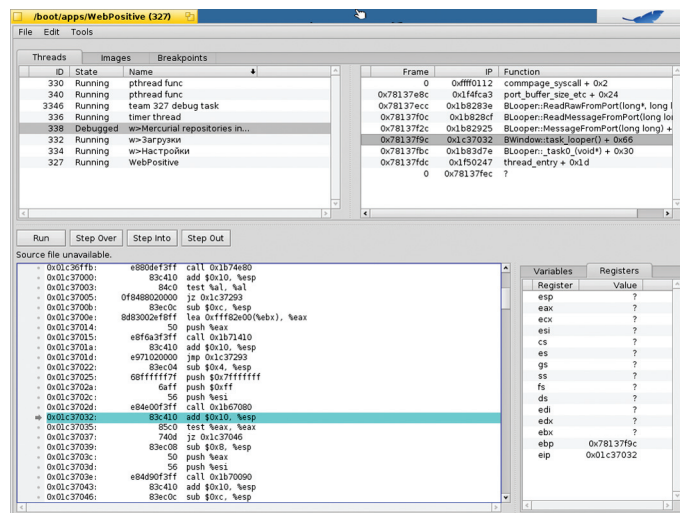 /boot/apps/WebPositive (327)
File Edit Tools
Threads Images Breakpoints
ID State Name
330 Running pthread func
340 Running pthread func
3346 Running team 327 debug task
336 Running timer thread
338 Debugged w>Mercurial repositories in...
332 Running w>Загрузки
334 Running w>Настройки
327 Running WebPositive
Frame IP Function
0 0xffff0112 commpage_syscall + 0x2
0x78137e8c 0x1f4fca3 port_buffer_size_etc + 0x24
0x78137ecc 0x1b8283e BLooper::ReadRawFromPort(long*, long l
0x78137f0c 0x1b828cf BLooper::ReadMessageFromPort(long lo
0x78137f2c 0x1b82925 BLooper::MessageFromPort(long long) +
0x78137f9c 0x1c37032 BWindow::task_looper() + 0x66
0x78137fbc 0x1b83d7e BLooper::_task0_(void*) + 0x30
0x78137fdc 0x1f50247 thread_entry + 0x1d
0 0x78137fec ?
Run Step Over Step Into Step Out
Source file unavailable.
0x01c36ffb: e880def3ff call 0x1b74e80
0x01c37000: 83c410 add $0x10, %esp
0x01c37003: 84c0 test %al, %al
0x01c37005: 0f8488020000 jz 0x1c37293
0x01c3700b: 83ec0c sub $0xc, %esp
0x01c3700e: 8d83002ef8ff lea 0xfff82e00(%ebx), %eax
0x01c37014: 50 push %eax
0x01c37015: e8f6a3f3ff call 0x1b71410
0x01c3701a: 83c410 add $0x10, %esp
0x01c3701d: e971020000 jmp 0x1c37293
0x01c37022: 83ec04 sub $0x4, %esp
0x01c37025: 68ffffff7f push $0x7fffffff
0x01c3702a: 6aff push $0xff
0x01c3702c: 56 push %esi
0x01c3702d: e84e00f3ff call 0x1b67080
0x01c37032: 83c410 add $0x10, %esp
0x01c37035: 85c0 test %eax, %eax
0x01c37037: 740d jz 0x1c37046
0x01c37039: 83ec08 sub $0x8, %esp
0x01c3703c: 50 push %eax
0x01c3703d: 56 push %esi
0x01c3703e: e84d90f3ff call 0x1b70090
0x01c37043: 83c410 add $0x10, %esp
0x01c37046: 83ec0c sub $0xc, %esp
Variables Registers
Register Value
esp ?
eax ?
ecx ?
esi ?
cs ?
es ?
gs ?
ss ?
fs ?
ds ?
edi ?
edx ?
ebx ?
ebp 0x78137f9c
eip 0x01c37032